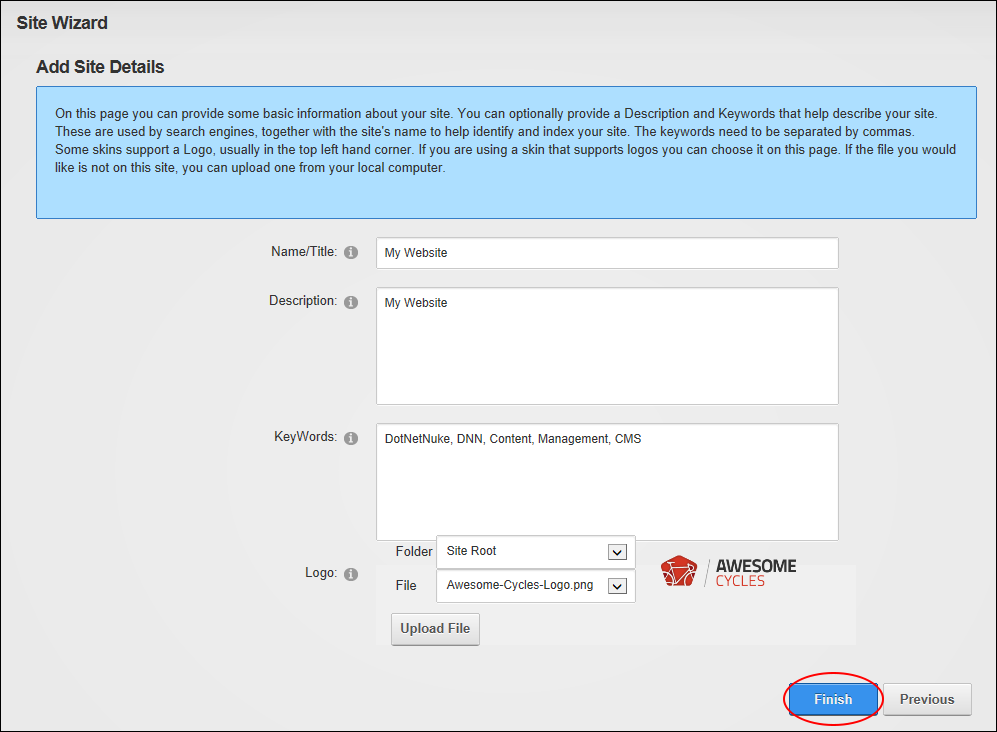 Site Wizard
Add Site Details
On this page you can provide some basic information about your site. You can optionally provide a Description and Keywords that help describe your site.
These are used by search engines, together with the site's name to help identify and index your site. The keywords need to be separated by commas.
Some skins support a Logo, usually in the top left hand corner. If you are using a skin that supports logos you can choose it on this page. If the file you would
like is not on this site, you can upload one from your local computer.
Name/Title: My Website
Description: My Website
KeyWords: DotNetNuke, DNN, Content, Management, CMS
Folder Site Root
Logo:
File Awesome-Cycles-Logo.png
AWESOME
CYCLES
Upload File
Finish Previous